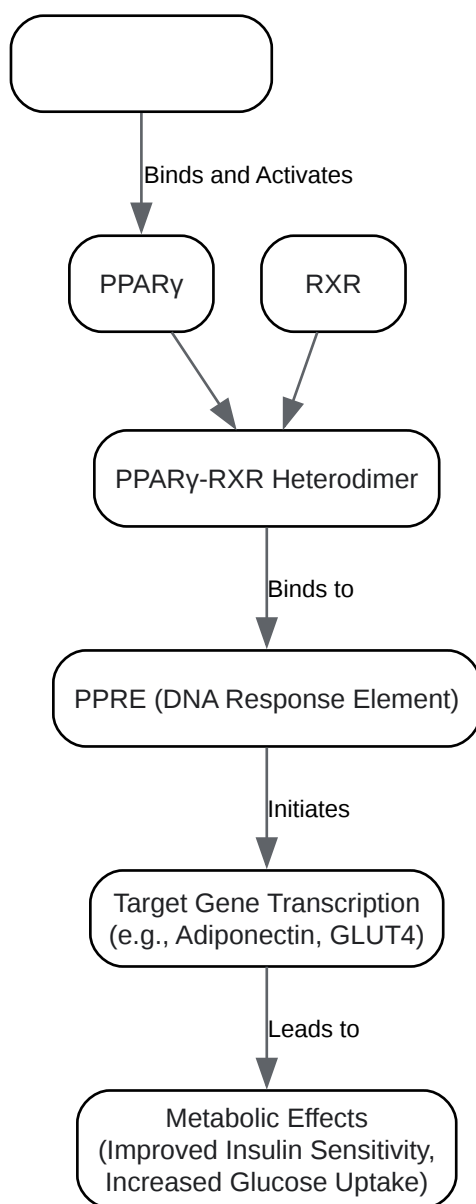 Binds and Activates
PPARγ
RXR
PPARγ-RXR Heterodimer
Binds to
PPRE (DNA Response Element)
Initiates
Target Gene Transcription
(e.g., Adiponectin, GLUT4)
Leads to
Metabolic Effects
(Improved Insulin Sensitivity,
Increased Glucose Uptake)